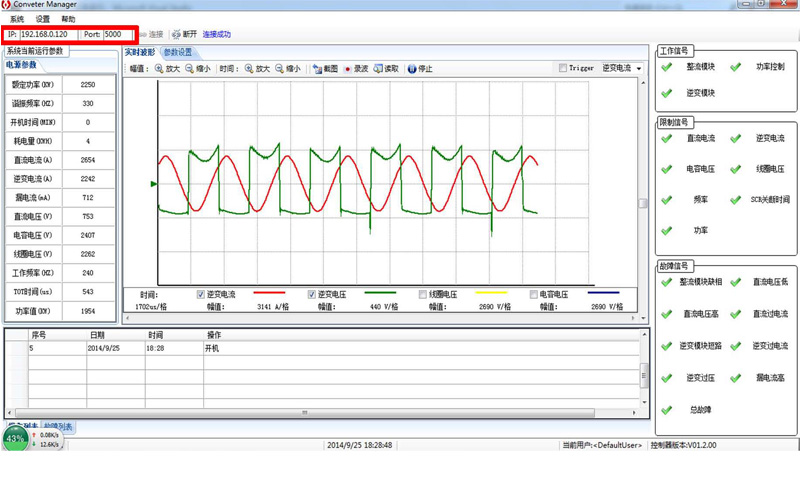 Conveter Manager
系统 设置 帮助
IP: 192.168.0.120 Port: 5000 连接 断开 连接成功
系统当前运行参数
电源参数
额定功率(KW) 2250
谐振频率(HZ) 330
开机时间(MIN) 0
耗电量(KWH) 4
直流电流(A) 2654
逆变电流(A) 2242
漏电流(mA) 712
直流电压(V) 753
电容电压(V) 2407
线圈电压(V) 2262
工作频率(HZ) 240
TOT时间(us) 543
功率值(KW) 1954
实时波形 参数设置
幅值: 放大 缩小 时间: 放大 缩小 截图 录波 读取 停止 Trigger 逆变电流
时间: 逆变电流 逆变电压 线圈电压 电容电压
1702us/格 幅值: 3141 A/格 幅值: 440 V/格 幅值: 2690 V/格 幅值: 2690 V/格
工作信号
整流模块 功率控制
逆变模块
限制信号
直流电流 逆变电流
电容电压 线圈电压
频率 SCR关断时间
功率
故障信号
整流模块缺相 直流电压低
直流电压高 直流过电流
逆变模块短路 逆变过电流
逆变过压 漏电流高
总故障
序号 日期 时间 操作
5 2014/9/25 18:28 开机
故障列表
43% 0.08K/s
12.6K/s
2014/9/25 18:28:48 当前用户:<DefaultUser> 控制器版本:V01.2.00